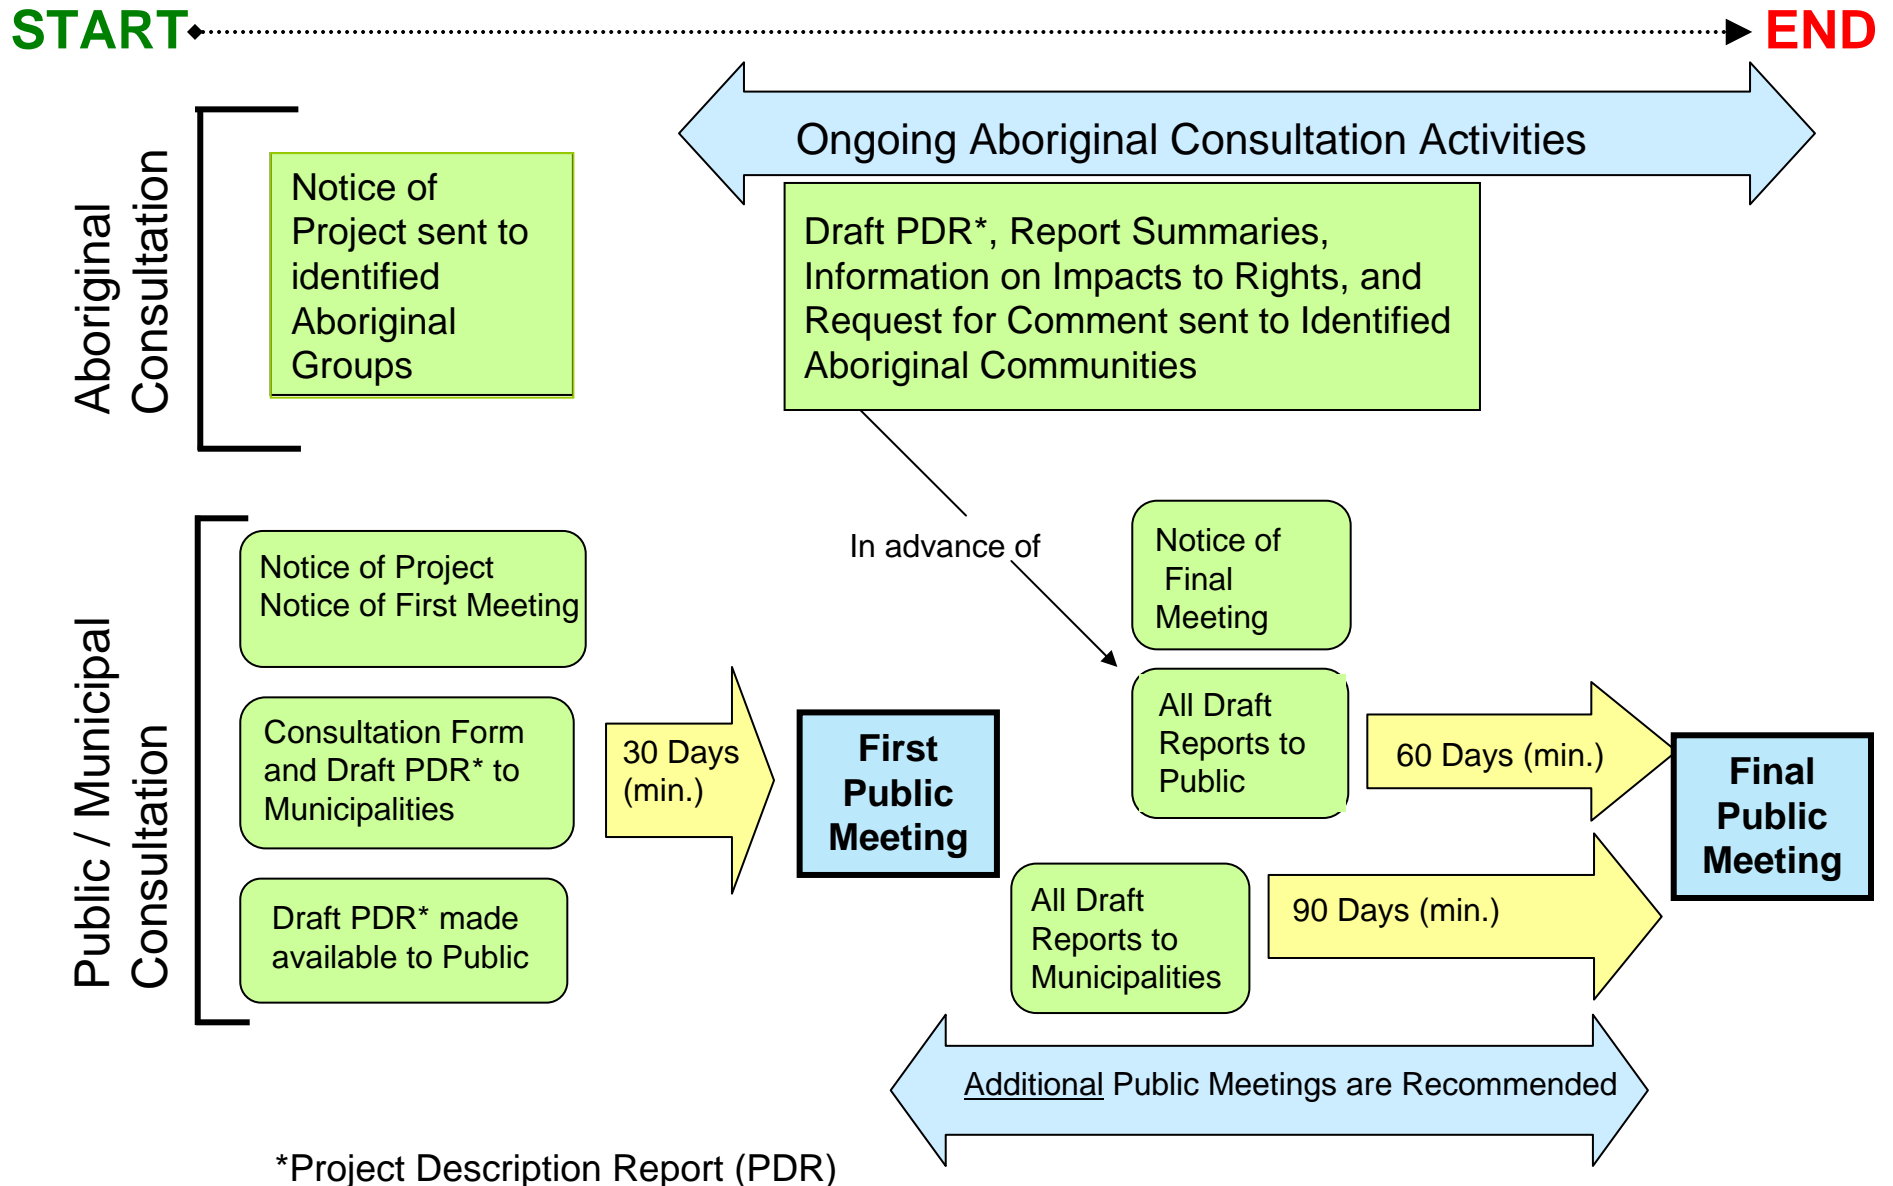 START
END
Aboriginal
Consultation
Ongoing Aboriginal Consultation Activities
Notice of
Project sent to
identified
Aboriginal
Groups
Draft PDR*, Report Summaries,
Information on Impacts to Rights, and
Request for Comment sent to Identified
Aboriginal Communities
In advance of
Public / Municipal
Consultation
Notice of Project
Notice of First Meeting
Consultation Form
and Draft PDR* to
Municipalities
Draft PDR* made
available to Public
30 Days
(min.)
First
Public
Meeting
Notice of
Final
Meeting
All Draft
Reports to
Public
60 Days (min.)
All Draft
Reports to
Municipalities
90 Days (min.)
Final
Public
Meeting
Additional Public Meetings are Recommended
*Project Description Report (PDR)